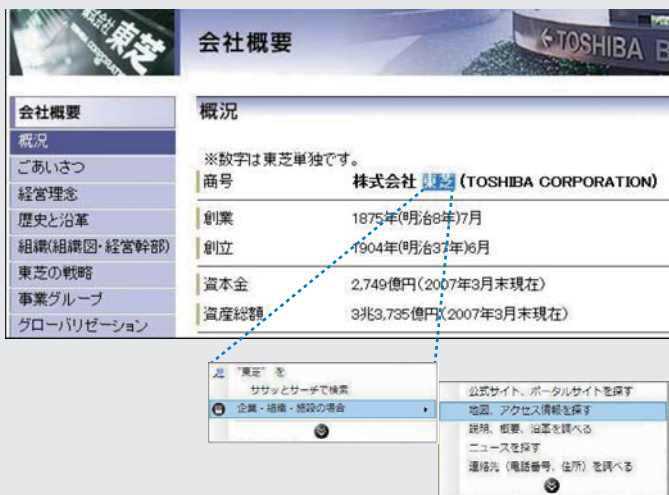 株式会社 東芝
会社概要
TOSHIBA B
会社概要
概況
ごあいさつ
経営理念
歴史と沿革
組織(組織図・経営幹部)
東芝の戦略
事業グループ
グローバリゼーション
概況
※数字は東芝単独です。
商号 株式会社 東芝 (TOSHIBA CORPORATION)
創業 1875年(明治8年)7月
創立 1904年(明治37年)6月
資本金 2,749億円(2007年3月末現在)
資産総額 3兆3,735億円(2007年3月末現在)
"東芝" を
ササッとサーチで検索
企業・組織・施設の場合
公式サイト、ポータルサイトを探す
地図、アクセス情報を探す
説明、概要、沿革を調べる
ニュースを探す
連絡先(電話番号、住所)を調べる